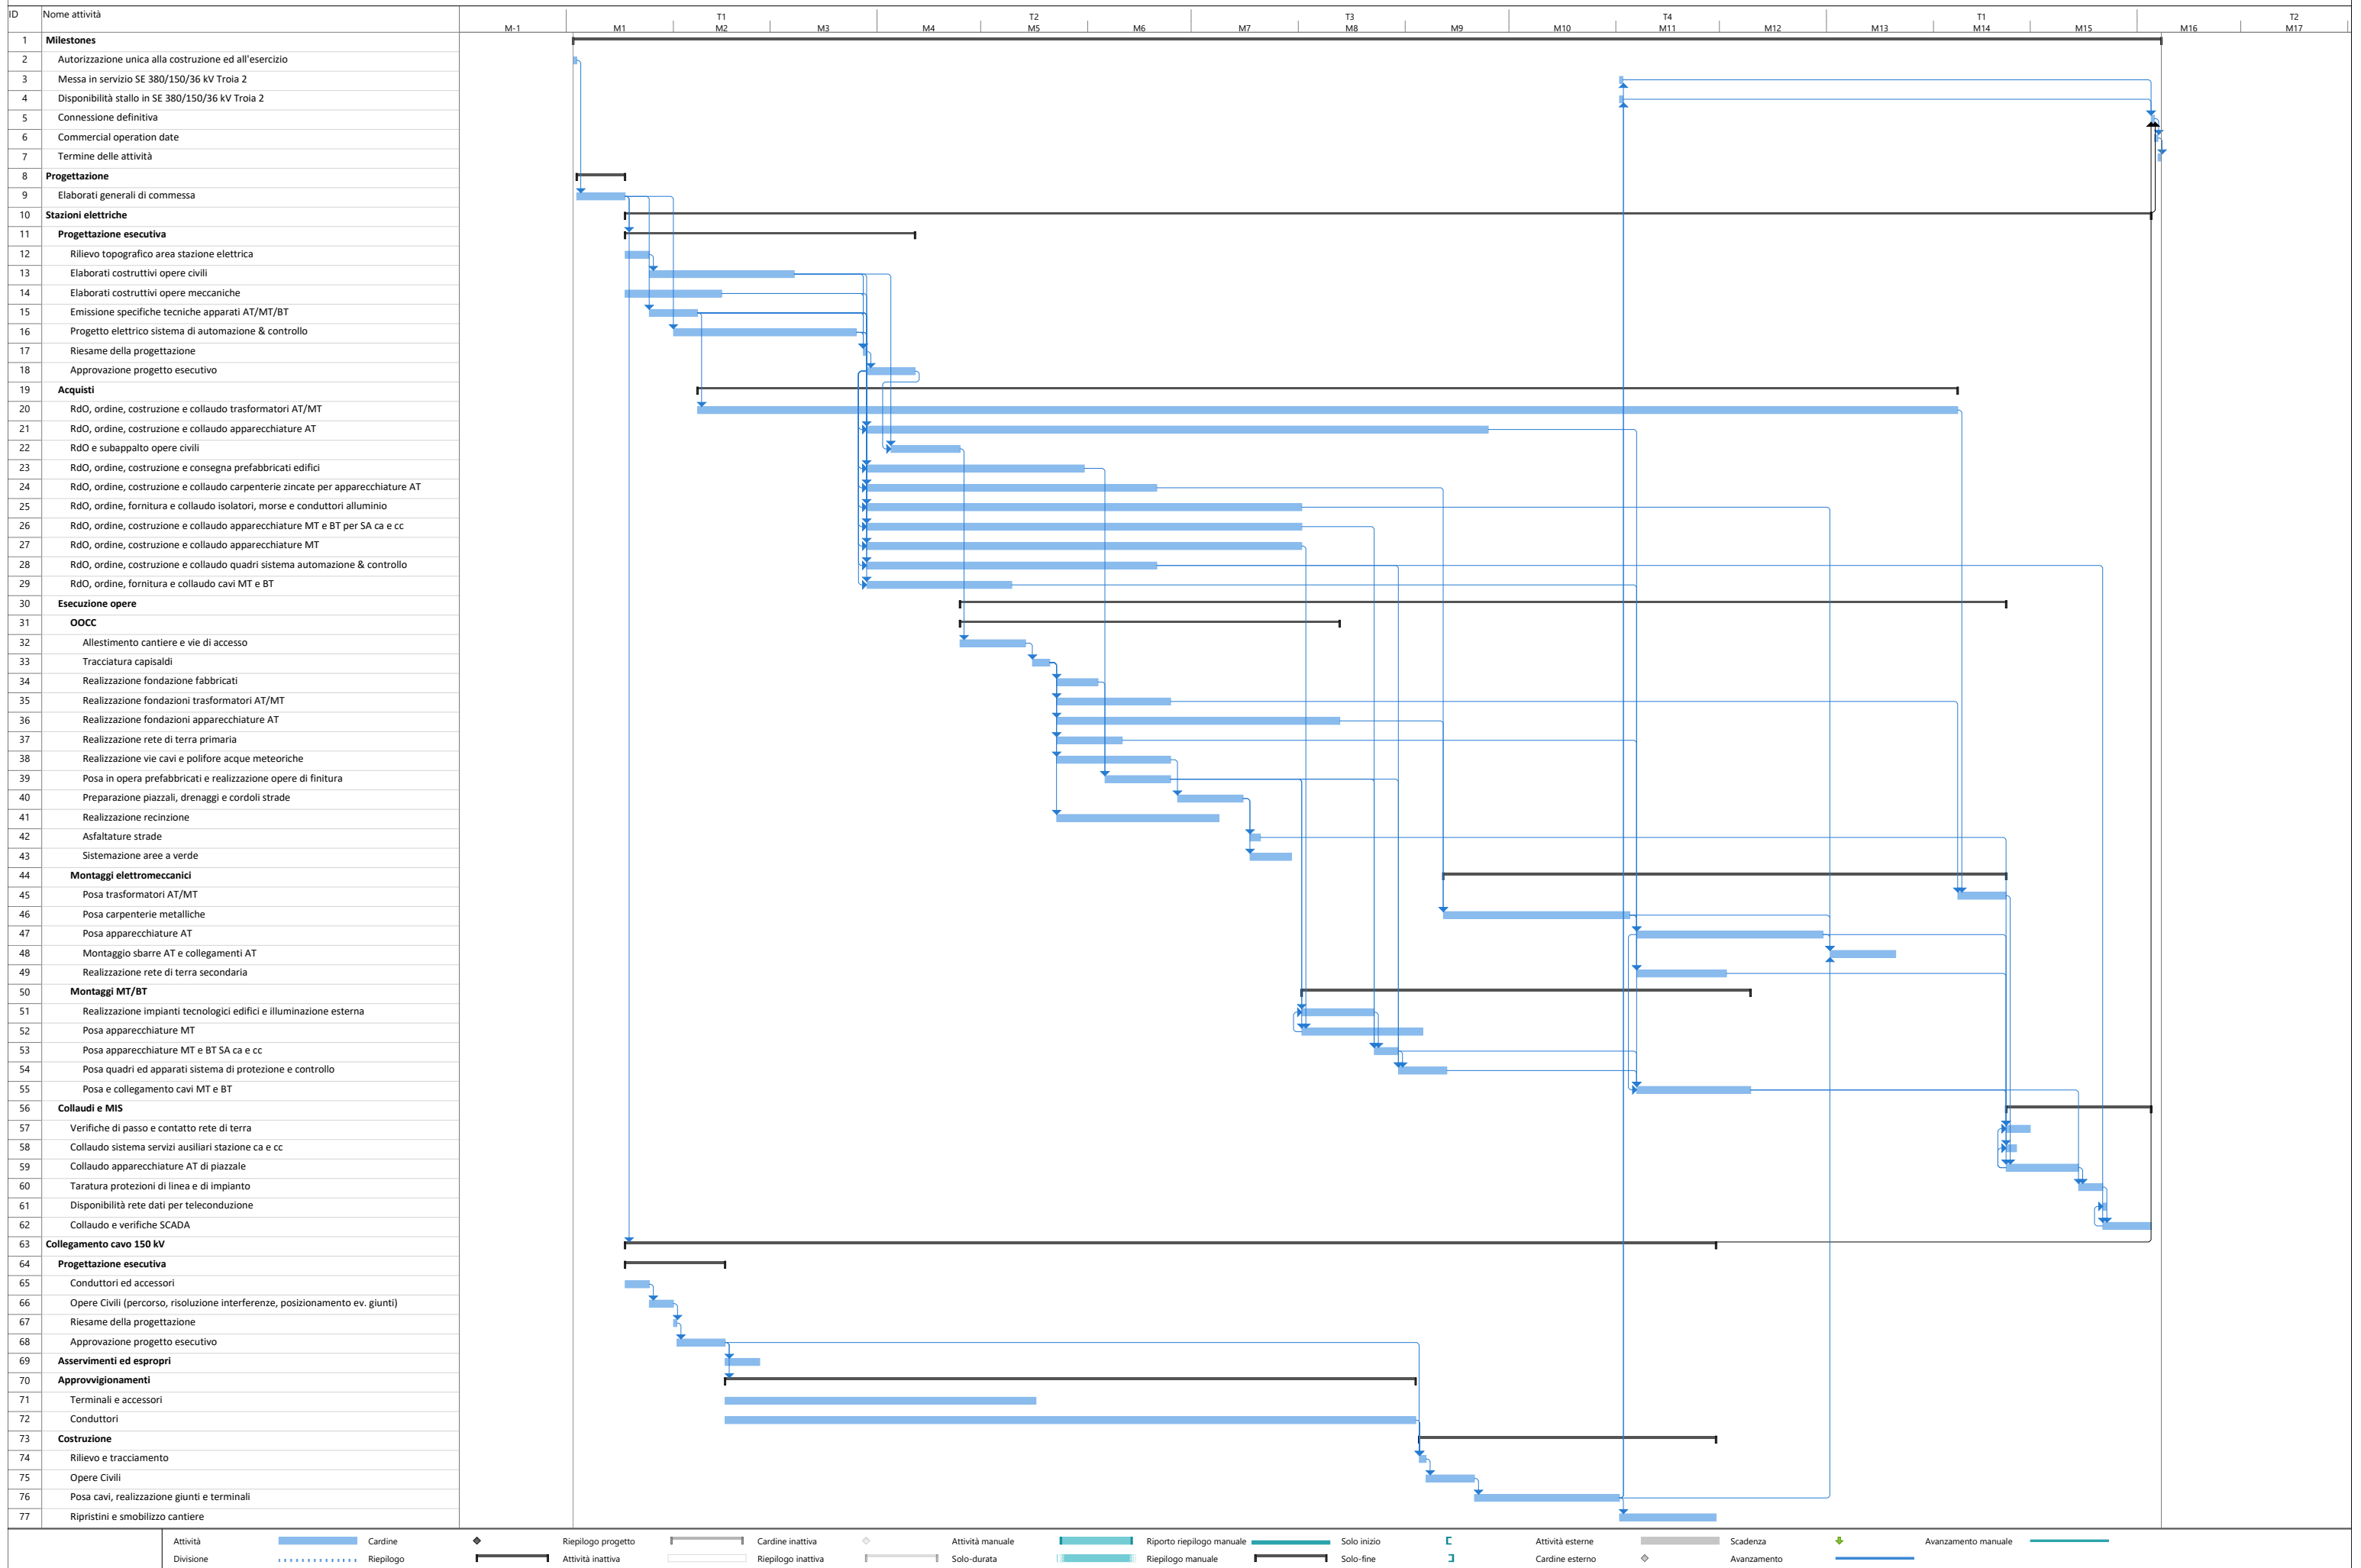 ID Nome attività
T1 T2 T3 T4 T1 T2
M-1 M1 M2 M3 M4 M5 M6 M7 M8 M9 M10 M11 M12 M13 M14 M15 M16 M17
1 Milestones
2 Autorizzazione unica alla costruzione ed all'esercizio
3 Messa in servizio SE 380/150/36 kV Troia 2
4 Disponibilità stallo in SE 380/150/36 kV Troia 2
5 Connessione definitiva
6 Commercial operation date
7 Termine delle attività
8 Progettazione
9 Elaborati generali di commessa
10 Stazioni elettriche
11 Progettazione esecutiva
12 Rilievo topografico area stazione elettrica
13 Elaborati costruttivi opere civili
14 Elaborati costruttivi opere meccaniche
15 Emissione specifiche tecniche apparati AT/MT/BT
16 Progetto elettrico sistema di automazione & controllo
17 Riesame della progettazione
18 Approvazione progetto esecutivo
19 Acquisti
20 RdO, ordine, costruzione e collaudo trasformatori AT/MT
21 RdO, ordine, costruzione e collaudo apparecchiature AT
22 RdO e subappalto opere civili
23 RdO, ordine, costruzione e consegna prefabbricati edifici
24 RdO, ordine, costruzione e collaudo carpenterie zincate per apparecchiature AT
25 RdO, ordine, fornitura e collaudo isolatori, morse e conduttori alluminio
26 RdO, ordine, costruzione e collaudo apparecchiature MT e BT per SA ca e cc
27 RdO, ordine, costruzione e collaudo apparecchiature MT
28 RdO, ordine, costruzione e collaudo quadri sistema automazione & controllo
29 RdO, ordine, fornitura e collaudo cavi MT e BT
30 Esecuzione opere
31 OOCC
32 Allestimento cantiere e vie di accesso
33 Tracciatura capisaldi
34 Realizzazione fondazione fabbricati
35 Realizzazione fondazioni trasformatori AT/MT
36 Realizzazione fondazioni apparecchiature AT
37 Realizzazione rete di terra primaria
38 Realizzazione vie cavi e polifore acque meteoriche
39 Posa in opera prefabbricati e realizzazione opere di finitura
40 Preparazione piazzali, drenaggi e cordoli strade
41 Realizzazione recinzione
42 Asfaltature strade
43 Sistemazione aree a verde
44 Montaggi elettromeccanici
45 Posa trasformatori AT/MT
46 Posa carpenterie metalliche
47 Posa apparecchiature AT
48 Montaggio sbarre AT e collegamenti AT
49 Realizzazione rete di terra secondaria
50 Montaggi MT/BT
51 Realizzazione impianti tecnologici edifici e illuminazione esterna
52 Posa apparecchiature MT
53 Posa apparecchiature MT e BT SA ca e cc
54 Posa quadri ed apparati sistema di protezione e controllo
55 Posa e collegamento cavi MT e BT
56 Collaudi e MIS
57 Verifiche di passo e contatto rete di terra
58 Collaudo sistema servizi ausiliari stazione ca e cc
59 Collaudo apparecchiature AT di piazzale
60 Taratura protezioni di linea e di impianto
61 Disponibilità rete dati per teleconduzione
62 Collaudo e verifiche SCADA
63 Collegamento cavo 150 kV
64 Progettazione esecutiva
65 Conduttori ed accessori
66 Opere Civili (percorso, risoluzione interferenze, posizionamento ev. giunti)
67 Riesame della progettazione
68 Approvazione progetto esecutivo
69 Asservimenti ed espropri
70 Approvvigionamenti
71 Terminali e accessori
72 Conduttori
73 Costruzione
74 Rilievo e tracciamento
75 Opere Civili
76 Posa cavi, realizzazione giunti e terminali
77 Ripristini e smobilizzo cantiere
Attività Cardine Riepilogo progetto Cardine inattiva Attività manuale Riporto riepilogo manuale Solo inizio Attività esterne Scadenza Avanzamento manuale
Divisione Riepilogo Attività inattiva Riepilogo inattiva Solo-durata Riepilogo manuale Solo-fine Cardine esterno Avanzamento